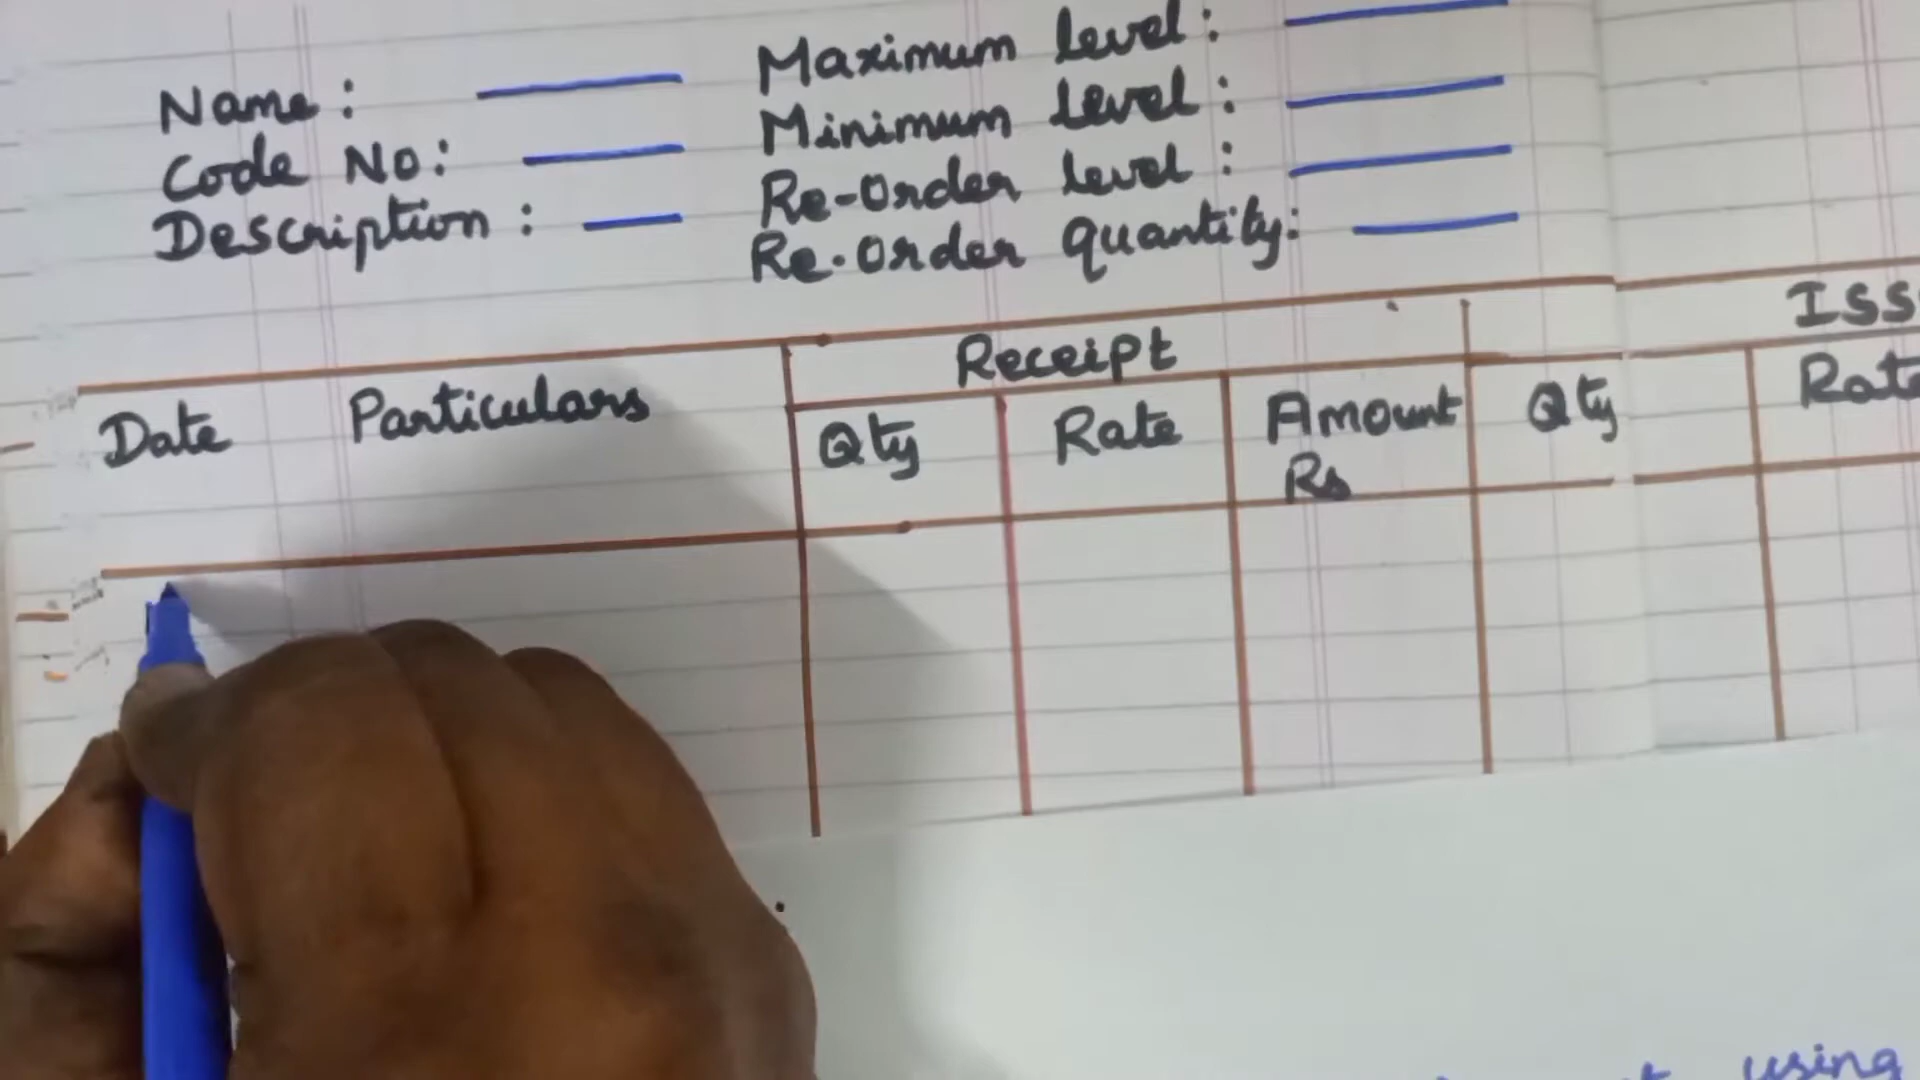 Name : Maximum level :
Code No: Minimum level :
Description : Re-Order level :
Re-Order quantity:
Receipt
Date Particulars Qty Rate Amount Rs Qty
using